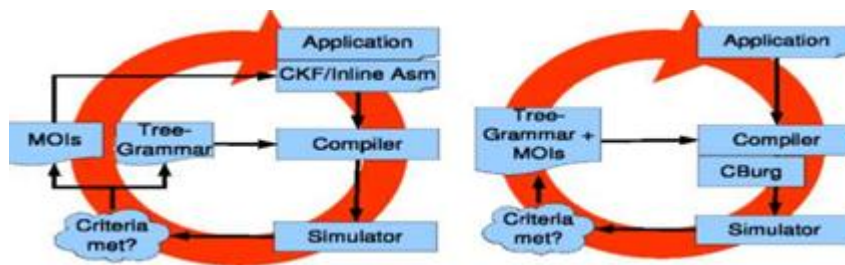 Application
CKF/Inline Asm
MOIs
Tree-
Grammar
Compiler
Criteria
met?
Simulator
Application
Tree-
Grammar +
MOIs
Compiler
CBurg
Criteria
met?
Simulator